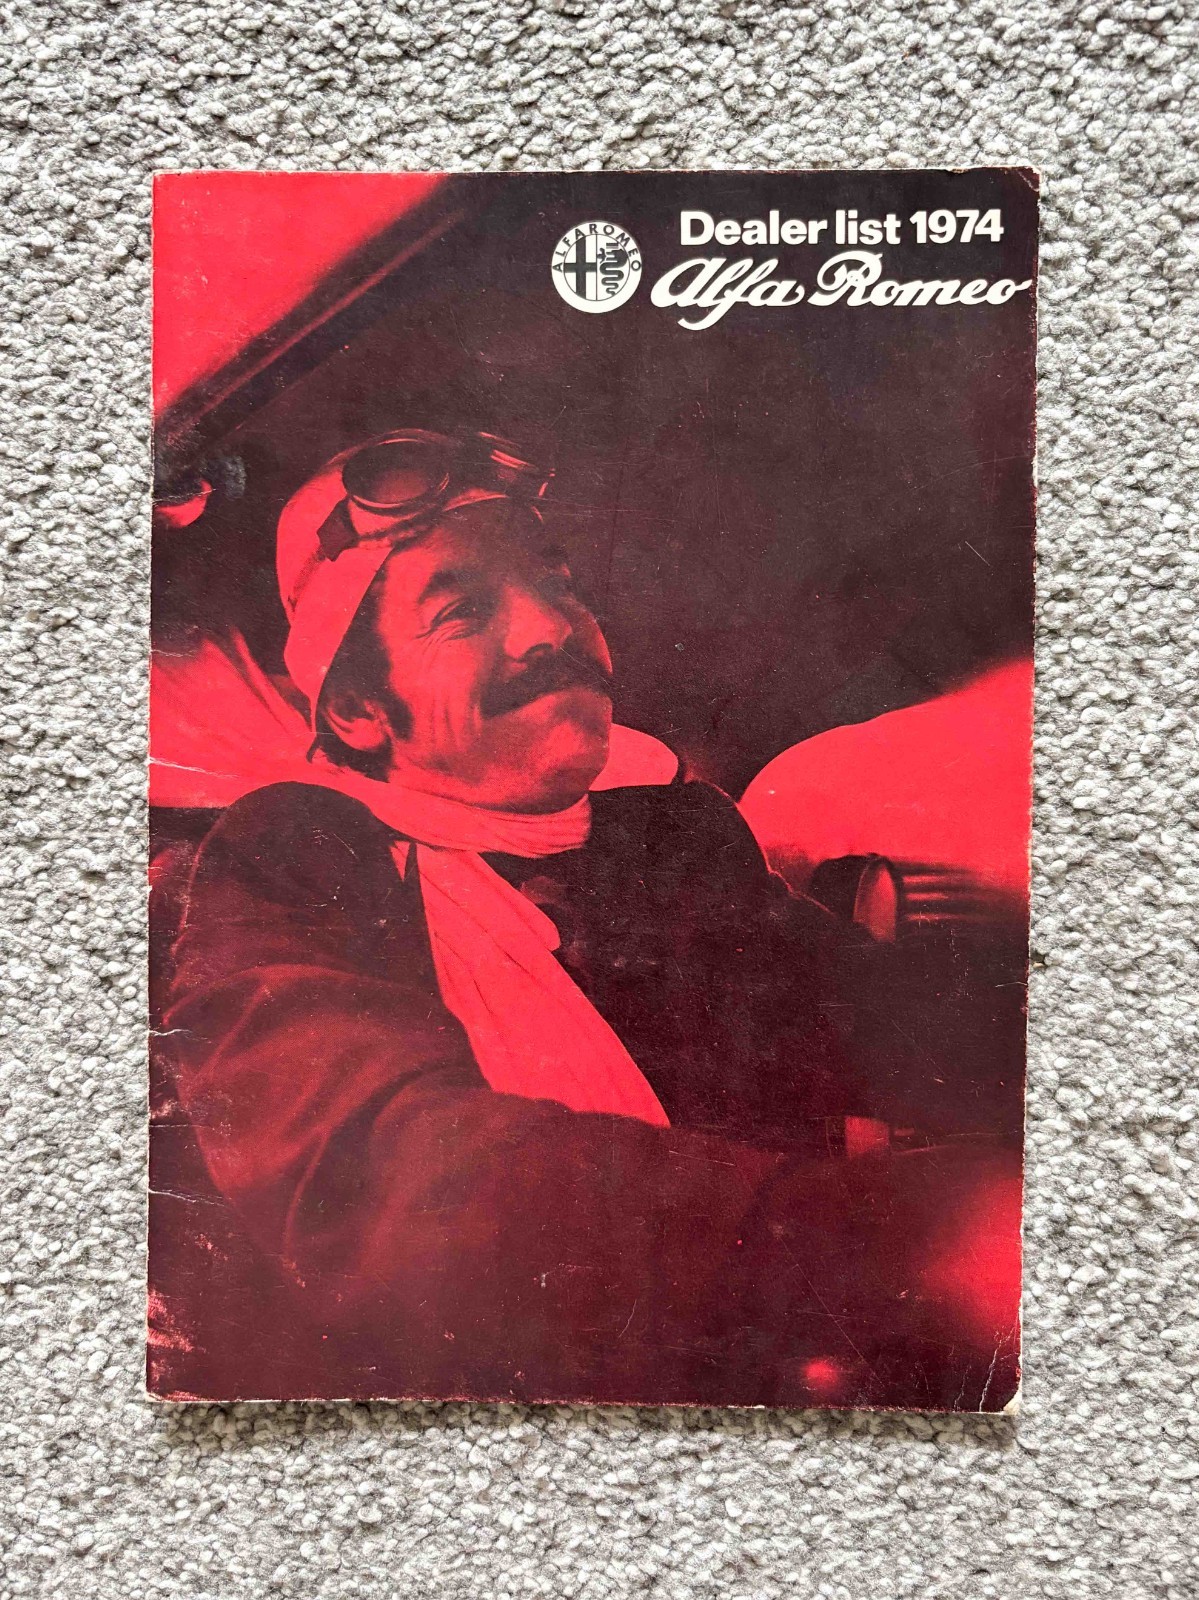 Dealer list 1974
ALFA ROMEO
Alfa Romeo